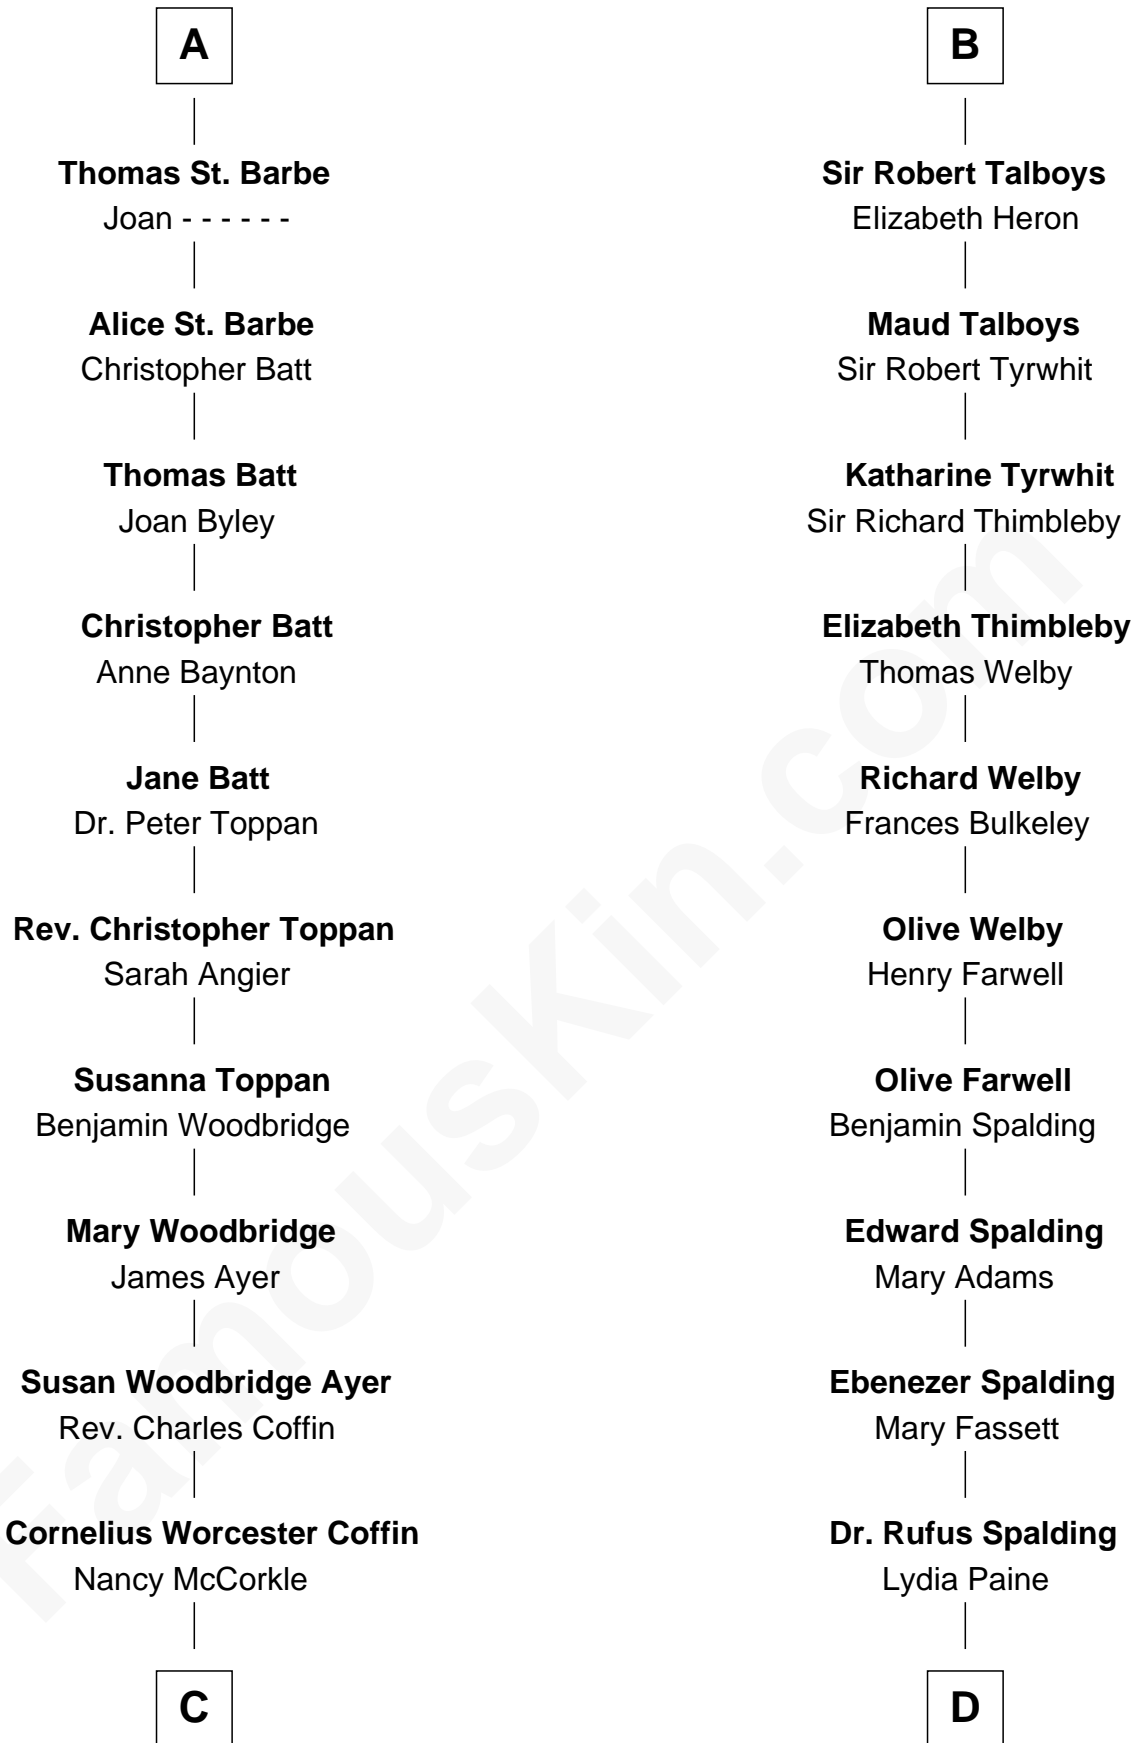 A
Thomas St. Barbe
Joan - - - - - -
Alice St. Barbe
Christopher Batt
Thomas Batt
Joan Byley
Christopher Batt
Anne Baynton
Jane Batt
Dr. Peter Toppan
Rev. Christopher Toppan
Sarah Angier
Susanna Toppan
Benjamin Woodbridge
Mary Woodbridge
James Ayer
Susan Woodbridge Ayer
Rev. Charles Coffin
Cornelius Worcester Coffin
Nancy McCorkle
C
B
Sir Robert Talboys
Elizabeth Heron
Maud Talboys
Sir Robert Tyrwhit
Katharine Tyrwhit
Sir Richard Thimbleby
Elizabeth Thimbleby
Thomas Welby
Richard Welby
Frances Bulkeley
Olive Welby
Henry Farwell
Olive Farwell
Benjamin Spalding
Edward Spalding
Mary Adams
Ebenezer Spalding
Mary Fassett
Dr. Rufus Spalding
Lydia Paine
D
FamousKin.com